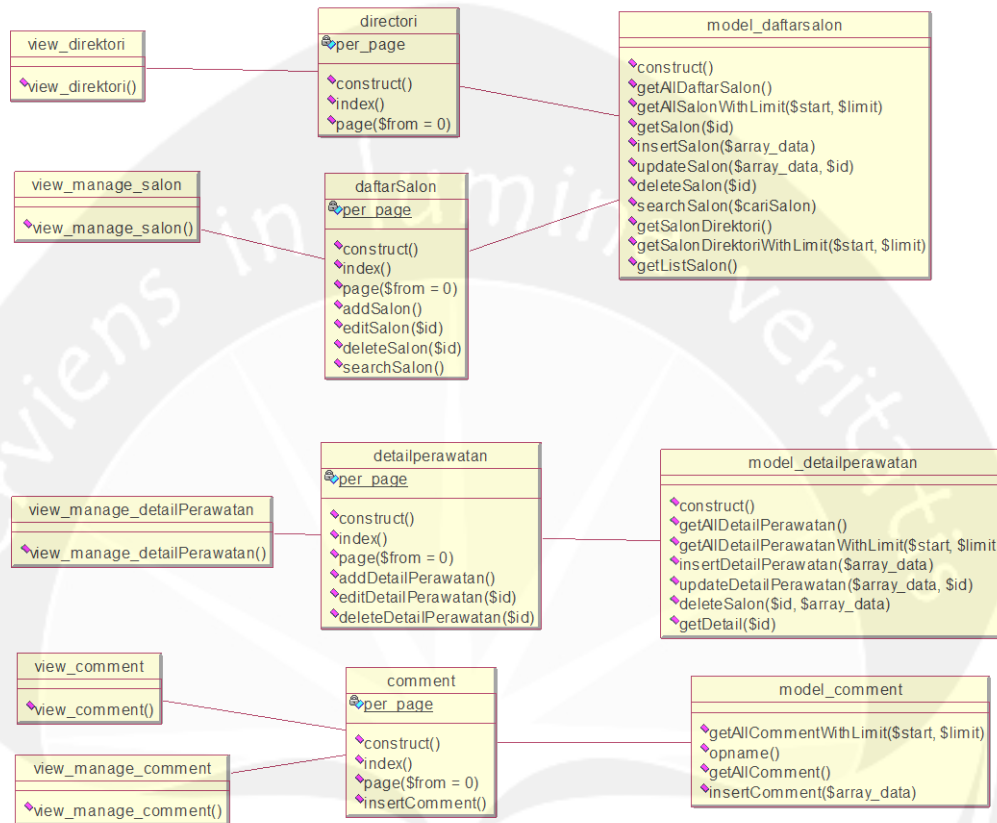 view_direktori
view_direktori()
directori
per_page
construct()
index()
page($from = 0)
model_daftarsalon
construct()
getAllDaftarSalon()
getAllSalonWithLimit($start, $limit)
getSalon($id)
insertSalon($array_data)
updateSalon($array_data, $id)
deleteSalon($id)
searchSalon($cariSalon)
getSalonDirektori()
getSalonDirektoriWithLimit($start, $limit)
getListSalon()
view_manage_salon
view_manage_salon()
daftarSalon
per_page
construct()
index()
page($from = 0)
addSalon()
editSalon($id)
deleteSalon($id)
searchSalon()
view_manage_detailPerawatan
view_manage_detailPerawatan()
detailperawatan
per_page
construct()
index()
page($from = 0)
addDetailPerawatan()
editDetailPerawatan($id)
deleteDetailPerawatan($id)
model_detailperawatan
construct()
getAllDetailPerawatan()
getAllDetailPerawatanWithLimit($start, $limit
insertDetailPerawatan($array_data)
updateDetailPerawatan($array_data, $id)
deleteSalon($id, $array_data)
getDetail($id)
view_comment
view_comment()
view_manage_comment
view_manage_comment()
comment
per_page
construct()
index()
page($from = 0)
insertComment()
model_comment
getAllCommentWithLimit($start, $limit)
opname()
getAllComment()
insertComment($array_data)
rviens in lumine veritatis